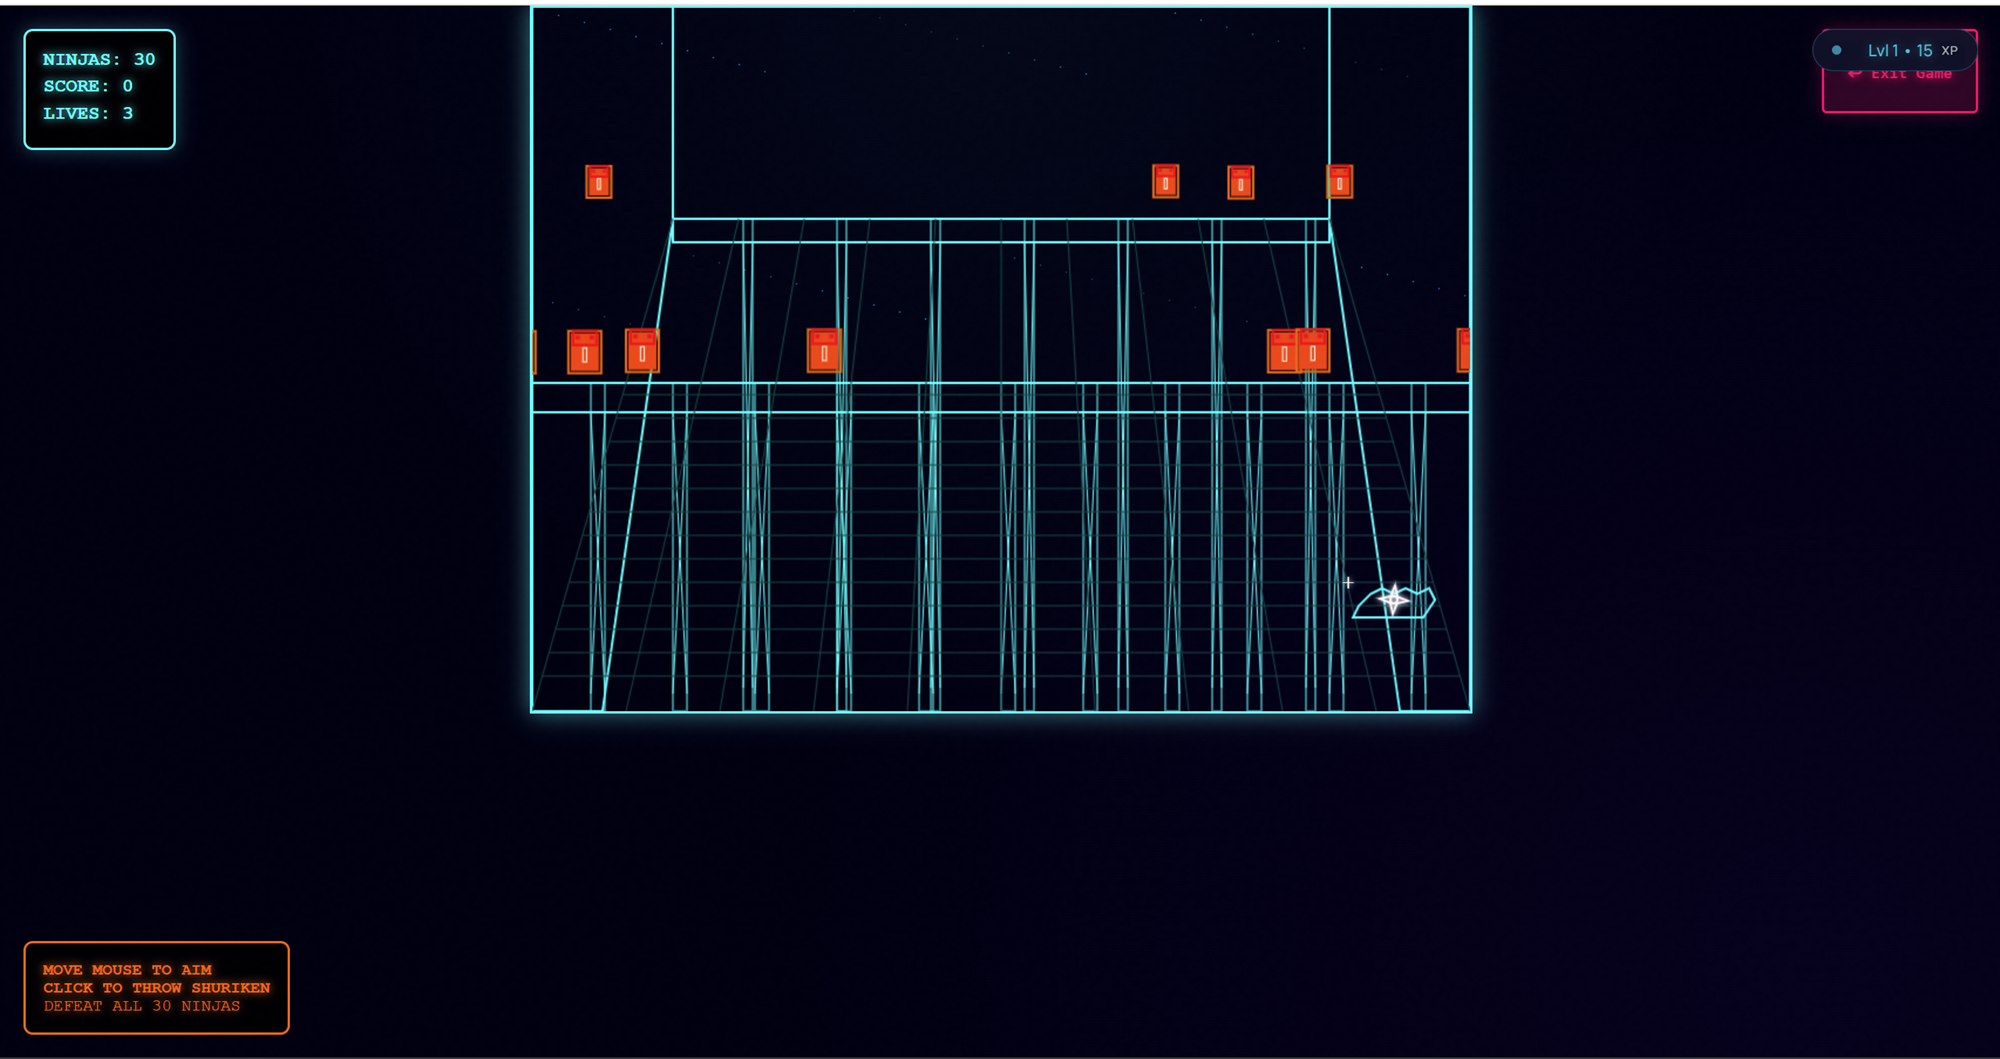 NINJAS: 30
SCORE: 0
LIVES: 3
Lvl 1 • 15 XP
↩ Exit Game
MOVE MOUSE TO AIM
CLICK TO THROW SHURIKEN
DEFEAT ALL 30 NINJAS